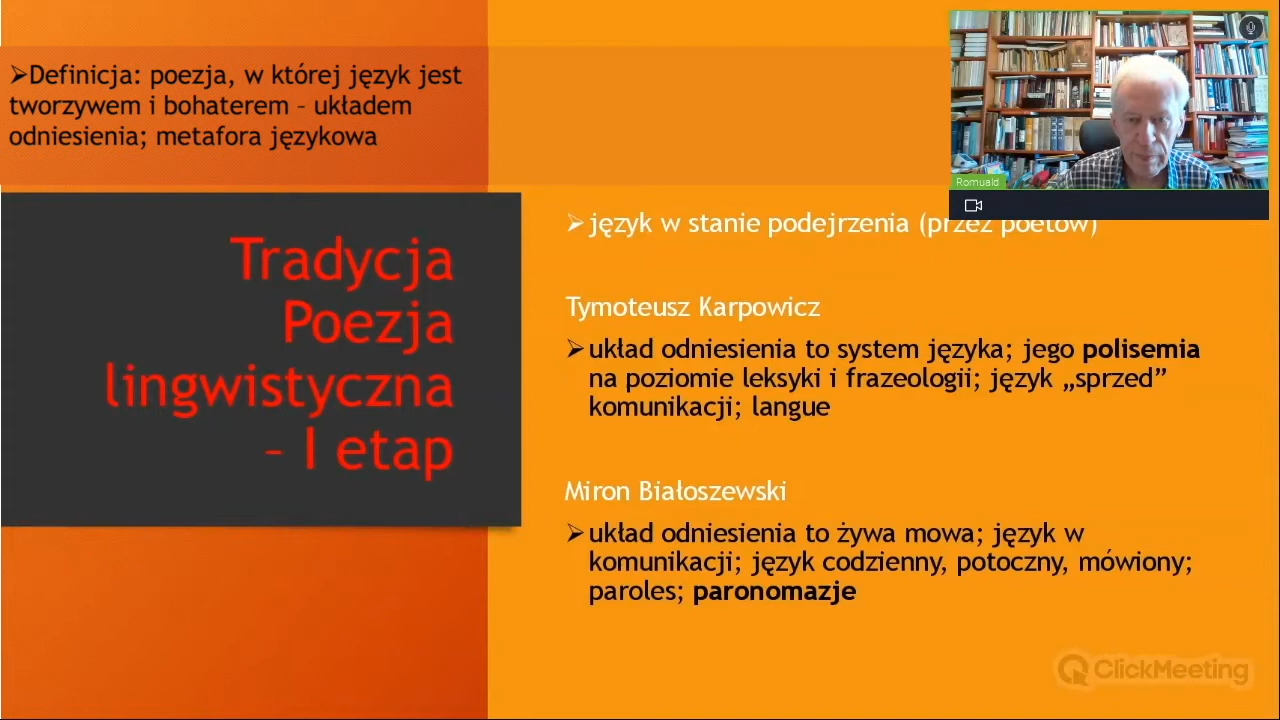 ➢Definicja: poezja, w której język jest
tworzywem i bohaterem – układem
odniesienia; metafora językowa
Tradycja
Poezja
lingwistyczna
– I etap
Romuald
➢język w stanie podejrzenia (przez poetów)
Tymoteusz Karpowicz
➢układ odniesienia to system języka; jego polisemia
na poziomie leksyki i frazeologii; język „sprzed”
komunikacji; langue
Miron Białoszewski
➢układ odniesienia to żywa mowa; język w
komunikacji; język codzienny, potoczny, mówiony;
paroles; paronomazje
ClickMeeting